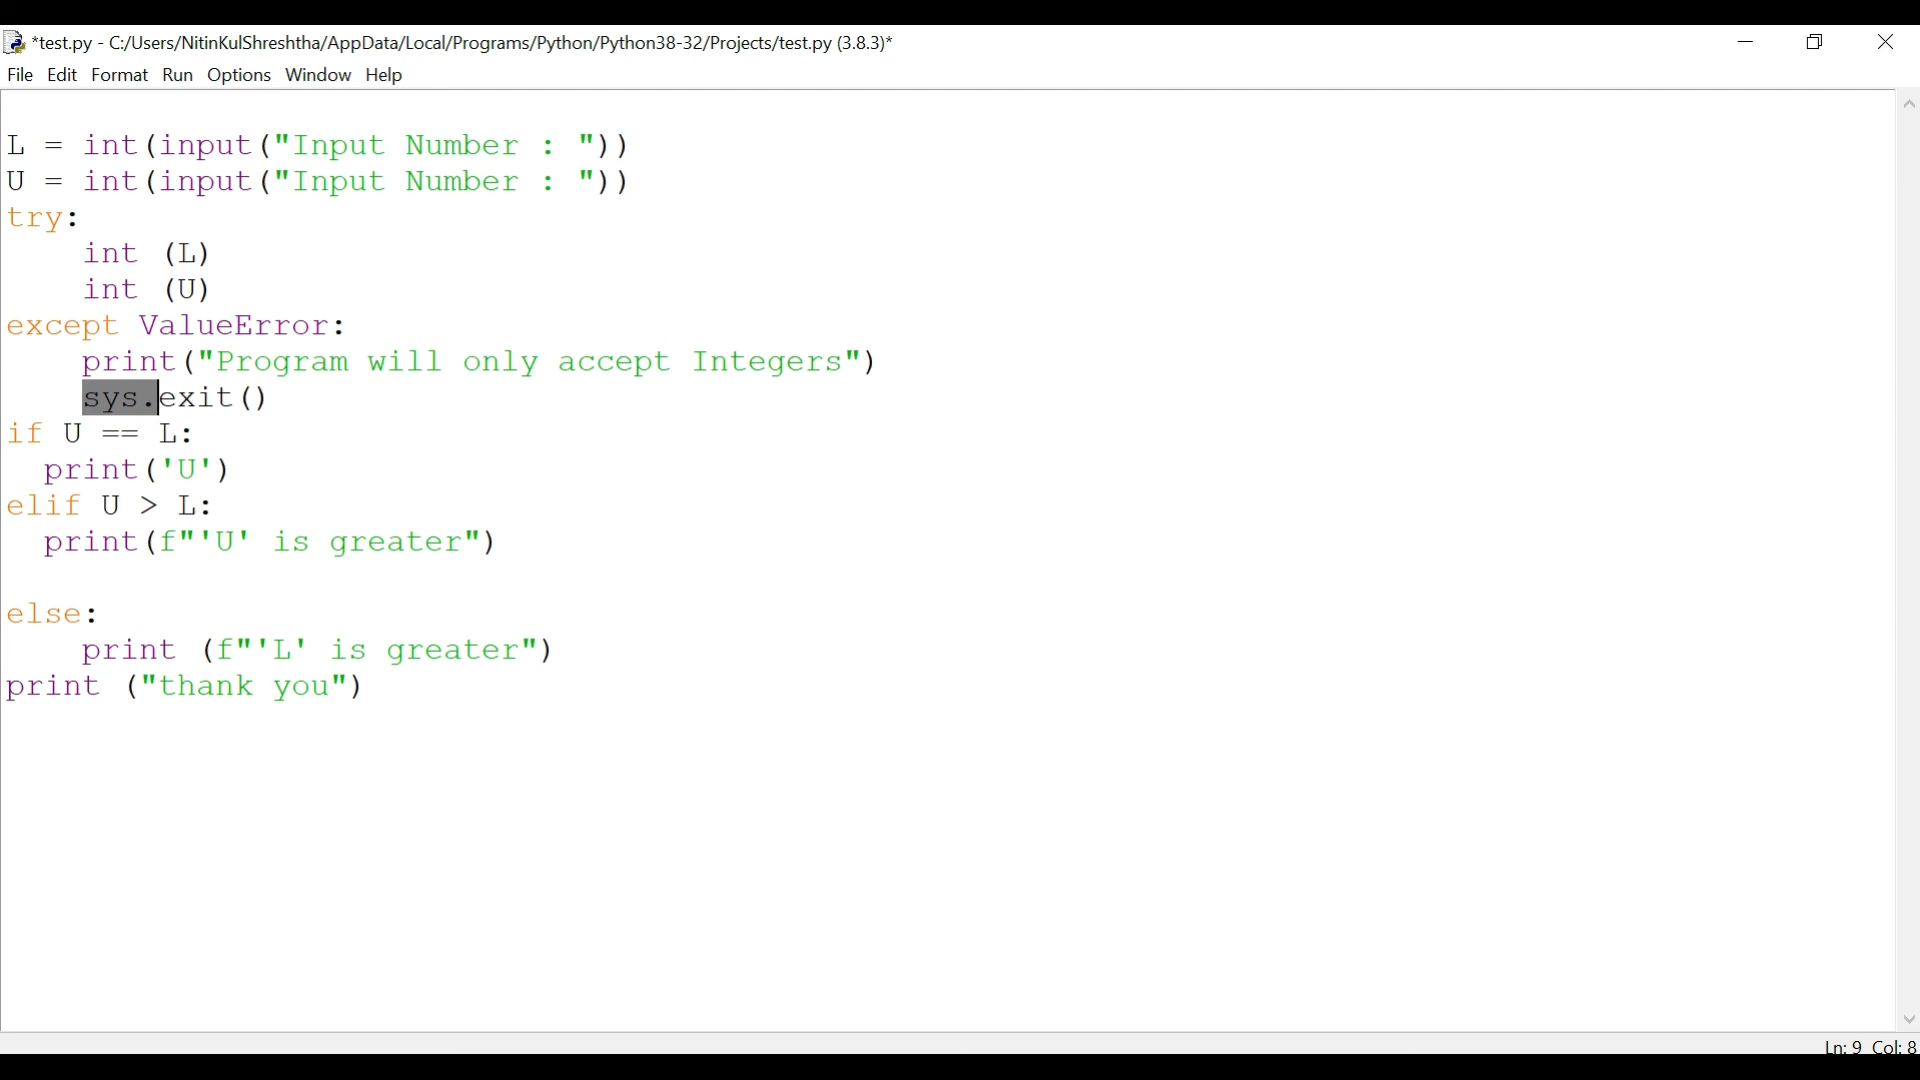 *test.py - C:/Users/NitinKulShreshtha/AppData/Local/Programs/Python/Python38-32/Projects/test.py (3.8.3)*
File Edit Format Run Options Window Help
L = int(input("Input Number : "))
U = int(input("Input Number : "))
try:
    int (L)
    int (U)
except ValueError:
    print("Program will only accept Integers")
    sys.exit()
if U == L:
  print('U')
elif U > L:
  print(f"'U' is greater")
else:
    print (f"'L' is greater")
print ("thank you")
Ln: 9 Col: 8